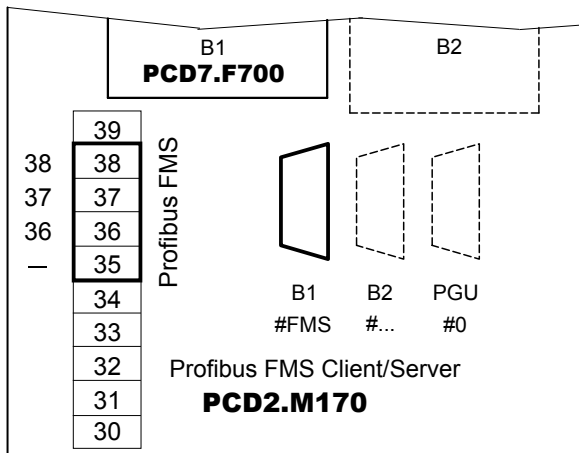 B1 B2
PCD7.F700
39
38 38
37 37
36 36
— 35
Profibus FMS
34
33
32
31
30
B1 B2 PGU
#FMS #... #0
Profibus FMS Client/Server
PCD2.M170